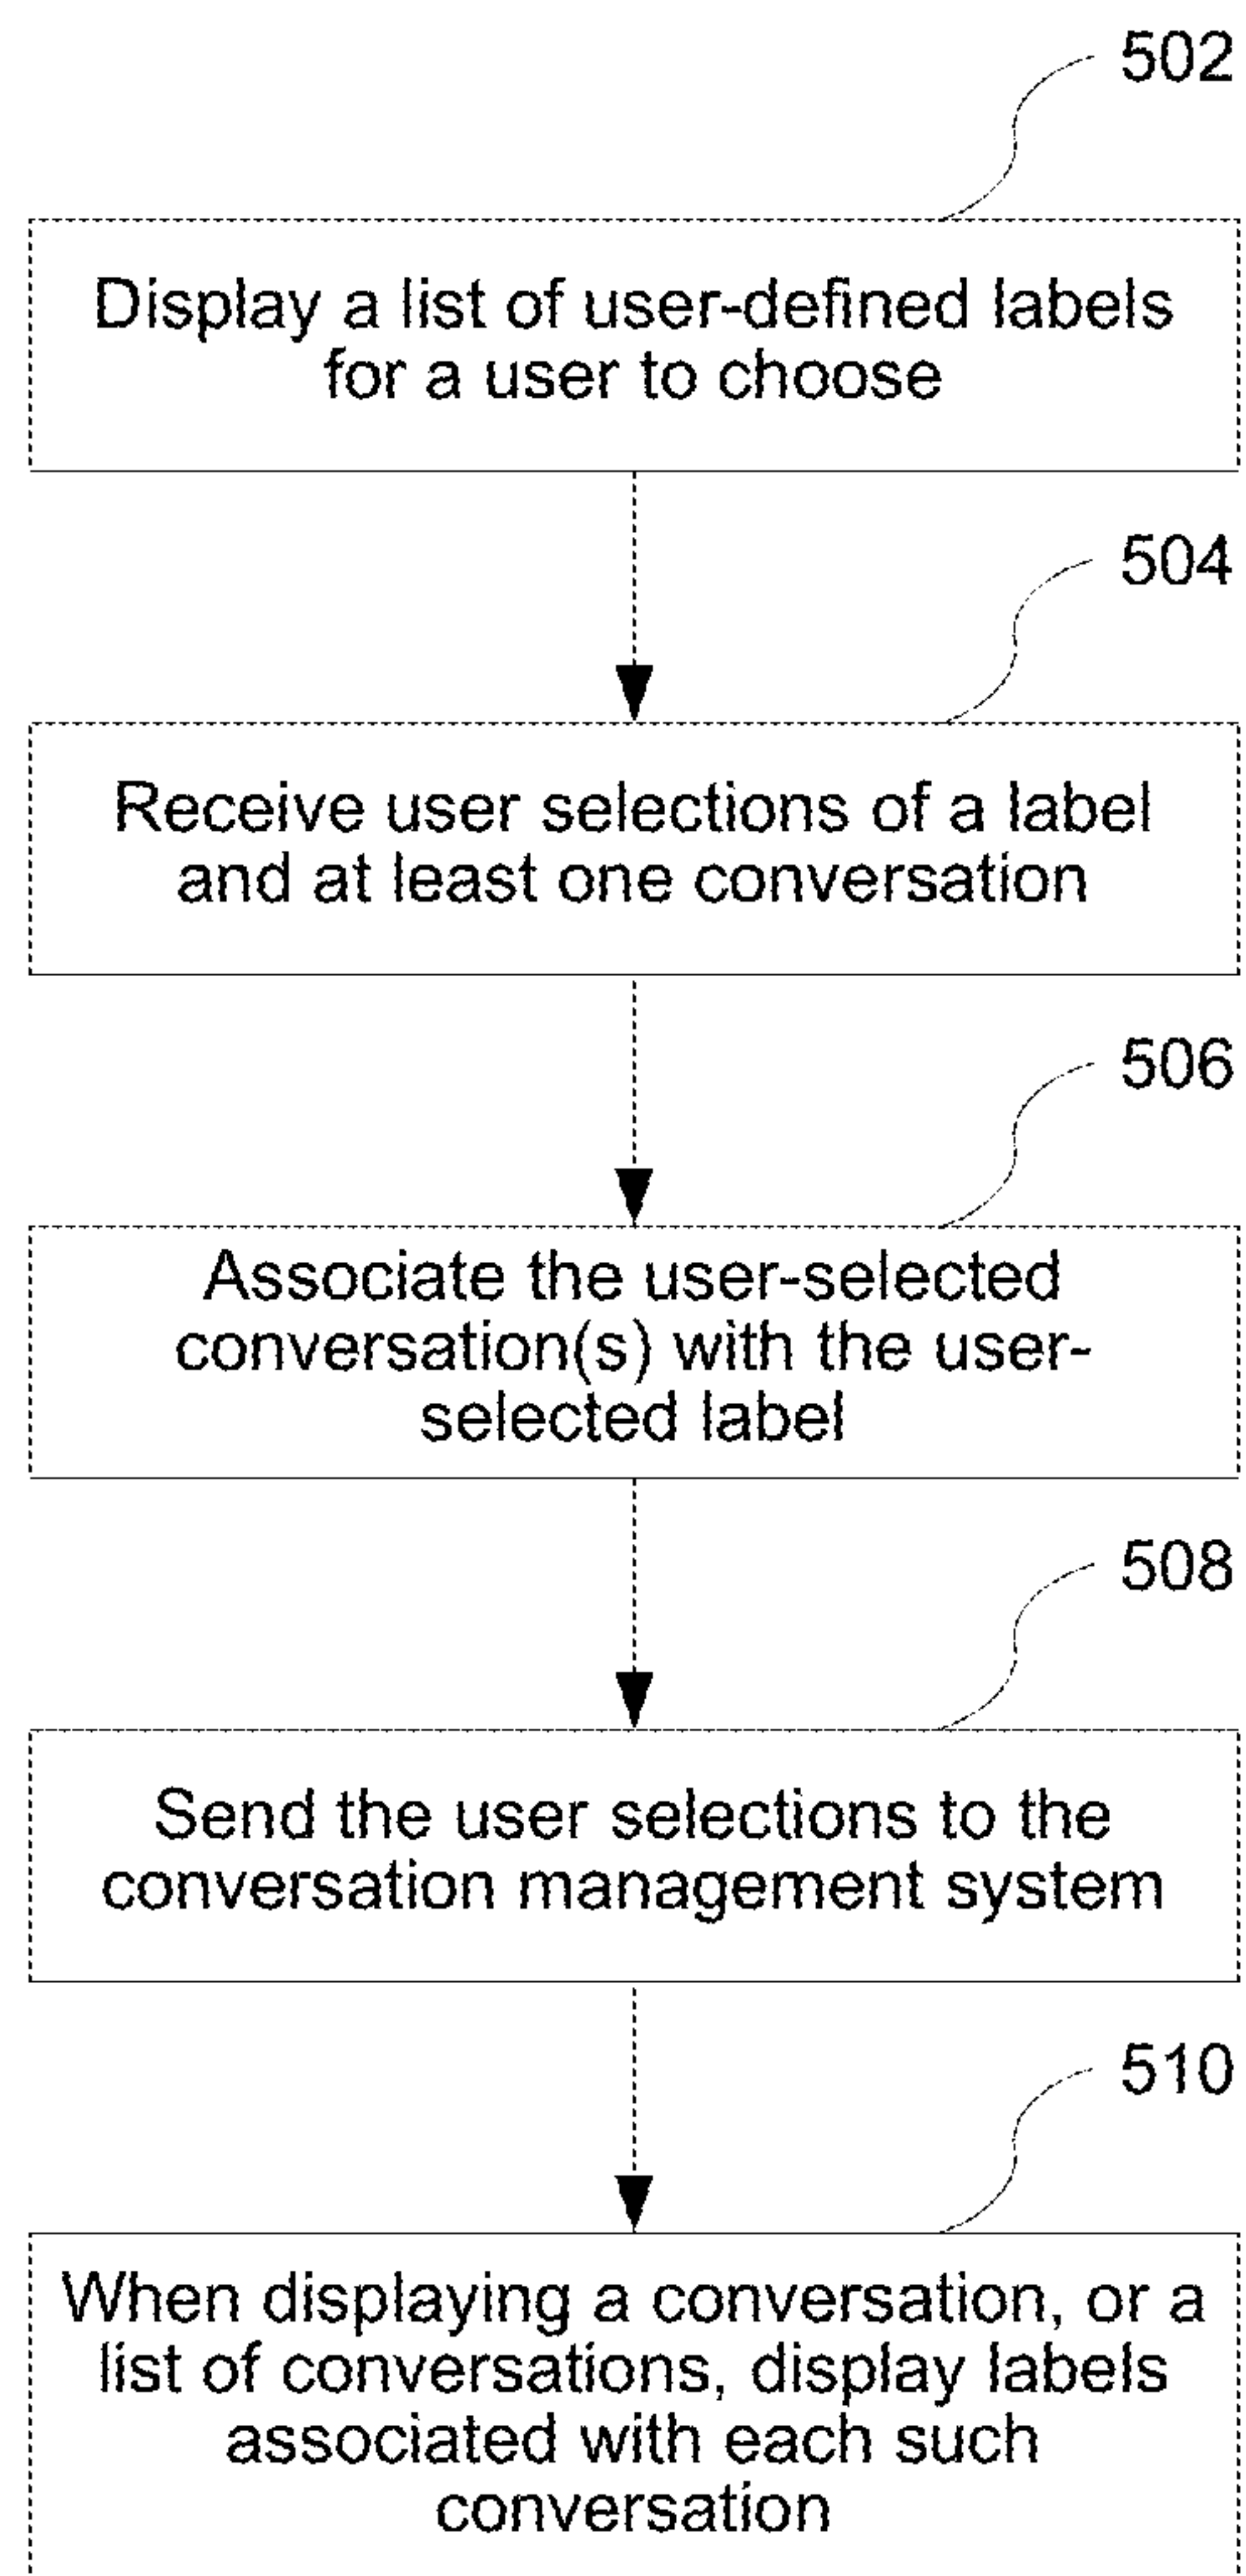 502
Display a list of user-defined labels
for a user to choose
504
Receive user selections of a label
and at least one conversation
506
Associate the user-selected
conversation(s) with the user-
selected label
508
Send the user selections to the
conversation management system
510
When displaying a conversation, or a
list of conversations, display labels
associated with each such
conversation